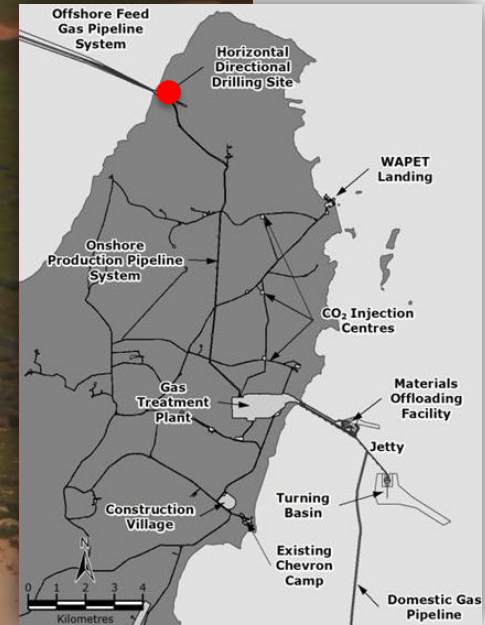 Offshore Feed
Gas Pipeline
System
Horizontal
Directional
Drilling Site
WAPET
Landing
Onshore
Production Pipeline
System
CO₂ Injection
Centres
Gas
Treatment
Plant
Materials
Offloading
Facility
Jetty
Turning
Basin
Construction
Village
Existing
Chevron
Camp
Domestic Gas
Pipeline
N
0 1 2 3 4
Kilometres